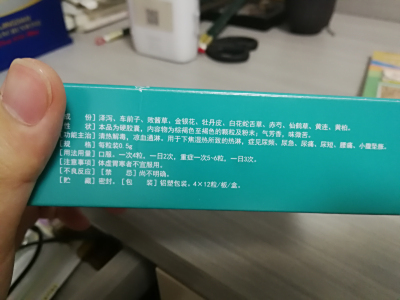 [成 份]泽泻、车前子、败酱草、金银花、牡丹皮、白花蛇舌草、赤芍、仙鹤草、黄连、黄柏。
[性 状]本品为硬胶囊,内容物为棕褐色至褐色的颗粒及粉末,气芳香,味微苦。
[功能主治]清热解毒,凉血通淋。用于下焦湿热所致的热淋,症见尿频、尿急、尿痛、尿短、腰痛、小腹坠胀。
[规 格]每粒装0.5g
[用法用量]口服。一次4粒,一日2次,重症一次5-6粒,一日3次。
[注意事项]体虚胃寒者不宜服用。
[不良反应][禁 忌]尚不明确。
[贮 藏]密封。[包 装]铝塑包装。4×12粒/板/盒。